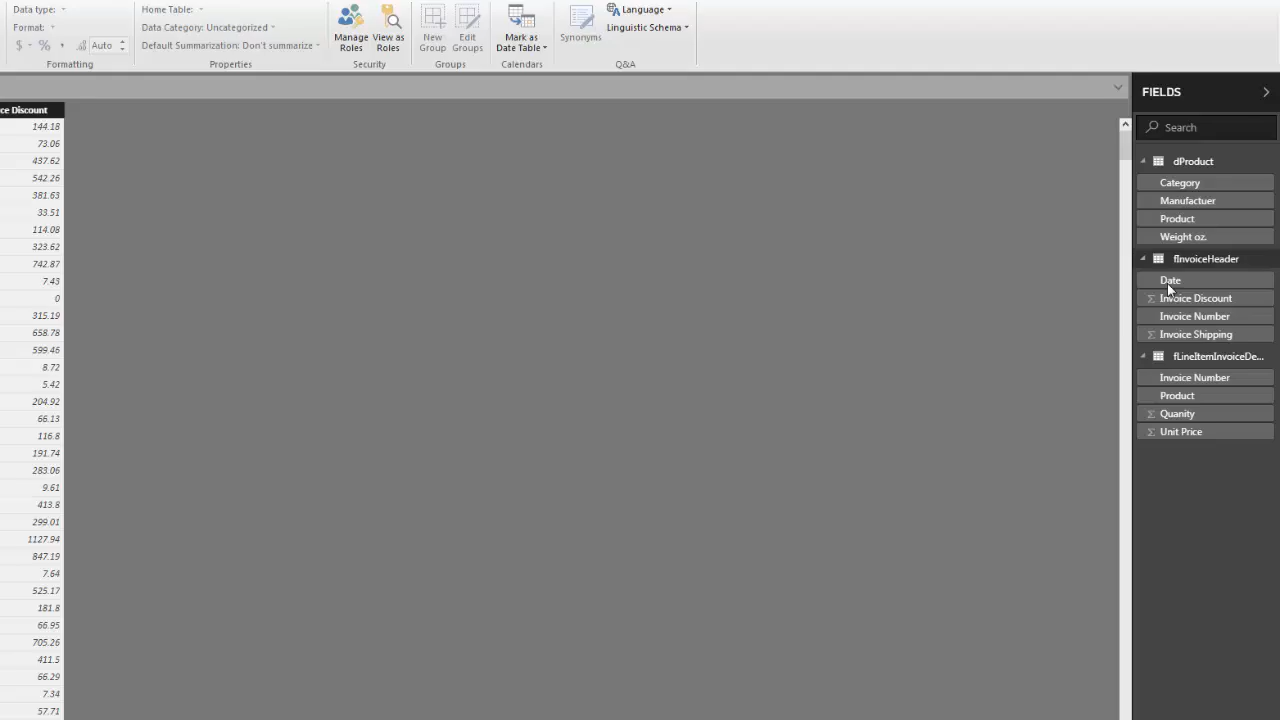 Data type:
Format:
$ % , Auto
Formatting
Home Table:
Data Category: Uncategorized
Default Summarization: Don't summarize
Properties
Manage
Roles
View as
Roles
Security
New
Group
Edit
Groups
Groups
Mark as
Date Table
Calendars
Synonyms
Language
Linguistic Schema
Q&A
ce Discount
144.18
73.06
437.62
542.26
381.63
33.51
114.08
323.62
742.87
7.43
0
315.19
658.78
599.46
8.72
5.42
204.92
66.13
116.8
191.74
283.06
9.61
413.8
299.01
1127.94
847.19
7.64
525.17
181.8
66.95
705.26
411.5
66.29
7.34
57.71
FIELDS
Search
dProduct
Category
Manufactuer
Product
Weight oz.
fInvoiceHeader
Date
Σ Invoice Discount
Invoice Number
Σ Invoice Shipping
fLineItemInvoiceDe...
Invoice Number
Product
Σ Quanity
Σ Unit Price